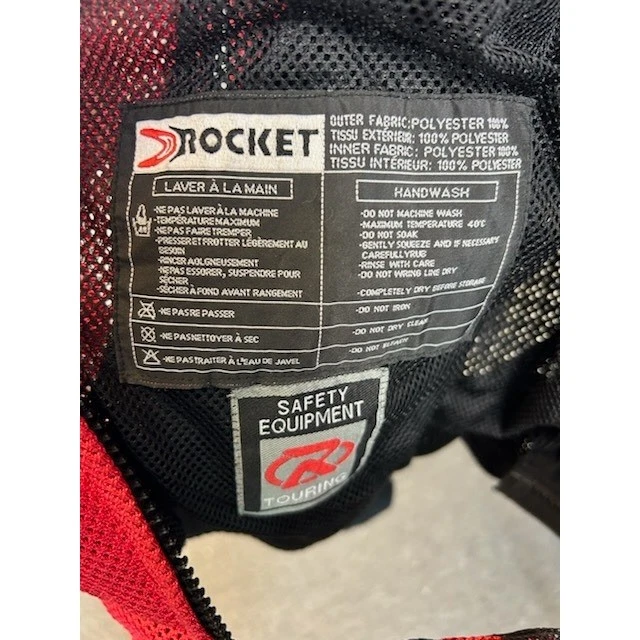 ROCKET
OUTER FABRIC: POLYESTER 100%
TISSU EXTÉRIEUR: 100% POLYESTER
INNER FABRIC: POLYESTER 100%
TISSU INTÉRIEUR: 100% POLYESTER
LAVER À LA MAIN
-NE PAS LAVER À LA MACHINE
-TEMPÉRATURE MAXIMUM
-NE PAS FAIRE TREMPER
-PRESSER ET FROTTER LÉGÈREMENT AU
BESOIN
-RINCER AOLGNEUSEMENT
-NE PAS ESSORER, SUSPENDRE POUR
SÉCHER
-SÉCHER À FOND AVANT RANGEMENT
-NE PAS REPASSER
-NE PAS NETTOYER À SEC
-NE PAS TRAITER À L'EAU DE JAVEL
HANDWASH
-DO NOT MACHINE WASH
-MAXIMUM TEMPERATURE 40°C
-DO NOT SOAK
-GENTLY SQUEEZE AND IF NECESSARY
CAREFULLYRUB
-RINSE WITH CARE
-DO NOT WRING LINE DRY
-COMPLETELY DRY BEFORE STORAGE
-DO NOT IRON
-DO NOT DRY CLEAN
-DO NOT BLEACH
SAFETY
EQUIPMENT
TOURING